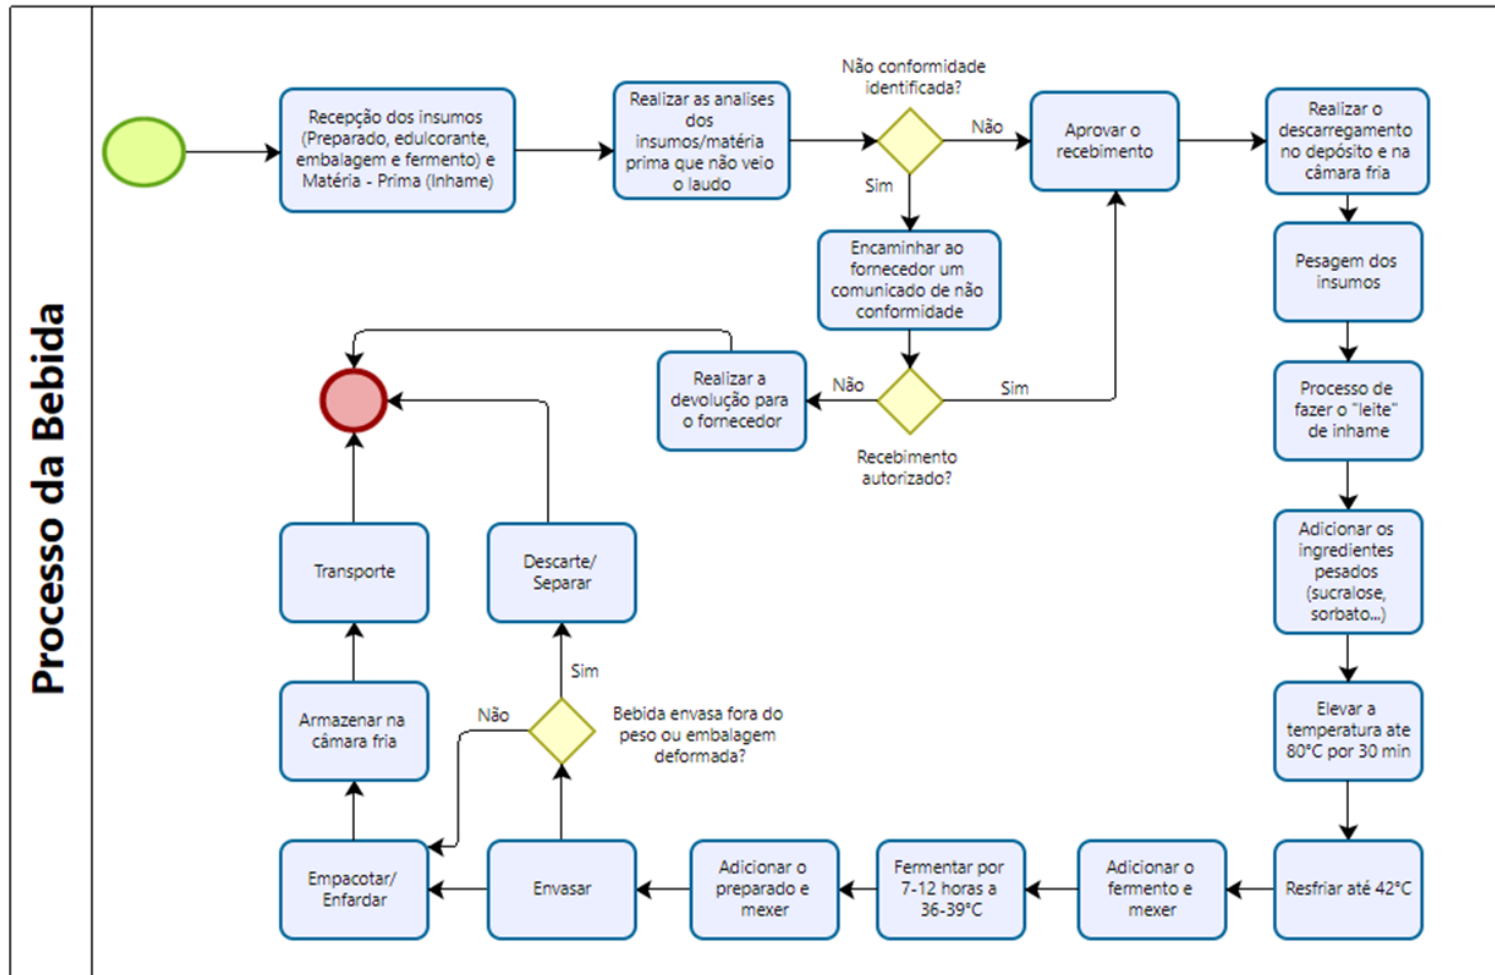 Processo da Bebida
Recepção dos insumos
(Preparado, edulcorante,
embalagem e fermento) e
Matéria - Prima (Inhame)
Realizar as analises
dos
insumos/matéria
prima que não veio
o laudo
Não conformidade
identificada?
Não
Sim
Aprovar o
recebimento
Realizar o
descarregamento
no depósito e na
câmara fria
Encaminhar ao
fornecedor um
comunicado de não
conformidade
Recebimento
autorizado?
Não
Sim
Realizar a
devolução para
o fornecedor
Pesagem dos
insumos
Processo de
fazer o "leite"
de inhame
Adicionar os
ingredientes
pesados
(sucralose,
sorbato...)
Elevar a
temperatura ate
80°C por 30 min
Resfriar até 42°C
Adicionar o
fermento e
mexer
Fermentar por
7-12 horas a
36-39°C
Adicionar o
preparado e
mexer
Envasar
Bebida envasa fora do
peso ou embalagem
deformada?
Sim
Não
Descarte/
Separar
Empacotar/
Enfardar
Armazenar na
câmara fria
Transporte